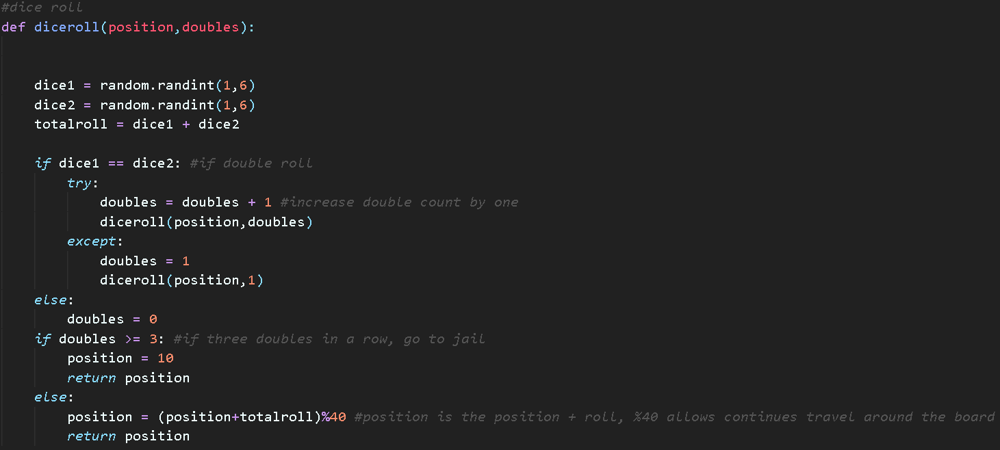 #dice roll
def diceroll(position,doubles):
dice1 = random.randint(1,6)
dice2 = random.randint(1,6)
totalroll = dice1 + dice2
if dice1 == dice2: #if double roll
try:
doubles = doubles + 1 #increase double count by one
diceroll(position,doubles)
except:
doubles = 1
diceroll(position,1)
else:
doubles = 0
if doubles >= 3: #if three doubles in a row, go to jail
position = 10
return position
else:
position = (position+totalroll)%40 #position is the position + roll, %40 allows continues travel around the board
return position